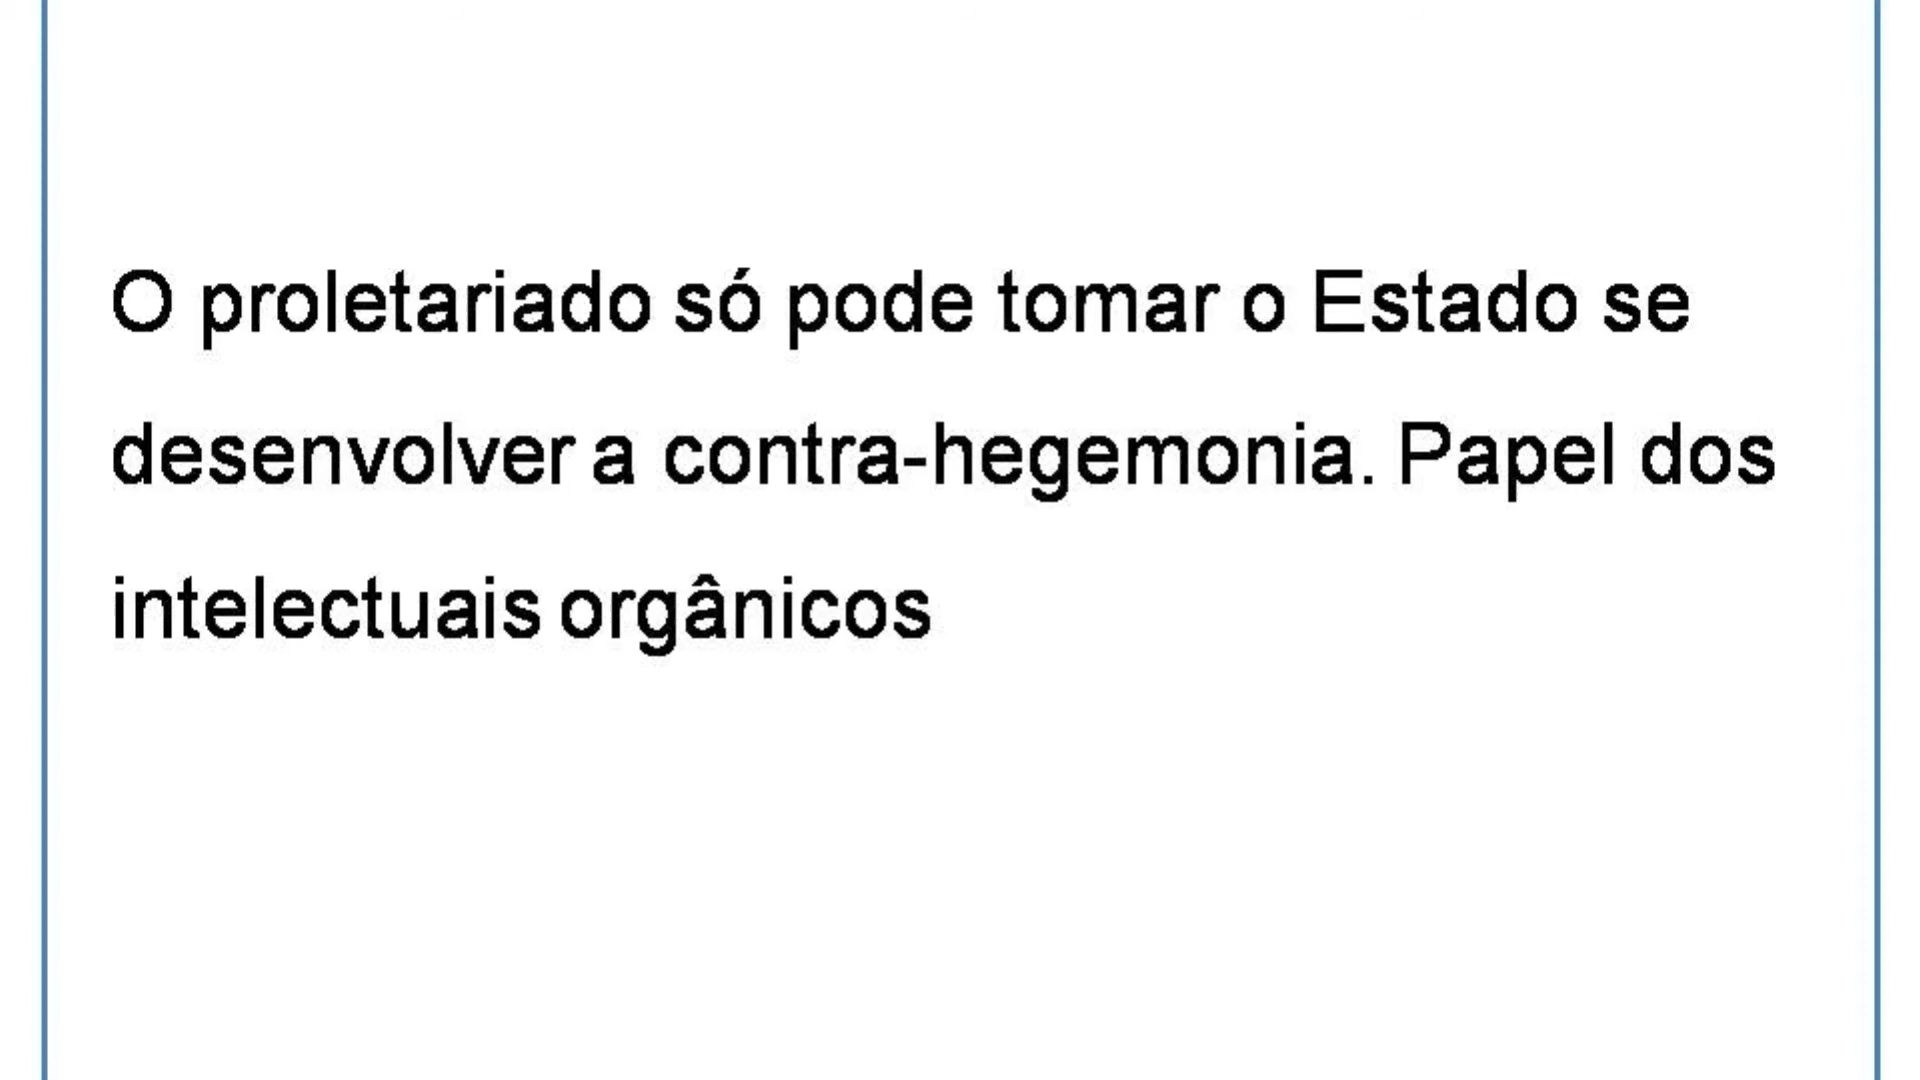 O proletariado só pode tomar o Estado se
desenvolver a contra-hegemonia. Papel dos
intelectuais orgânicos